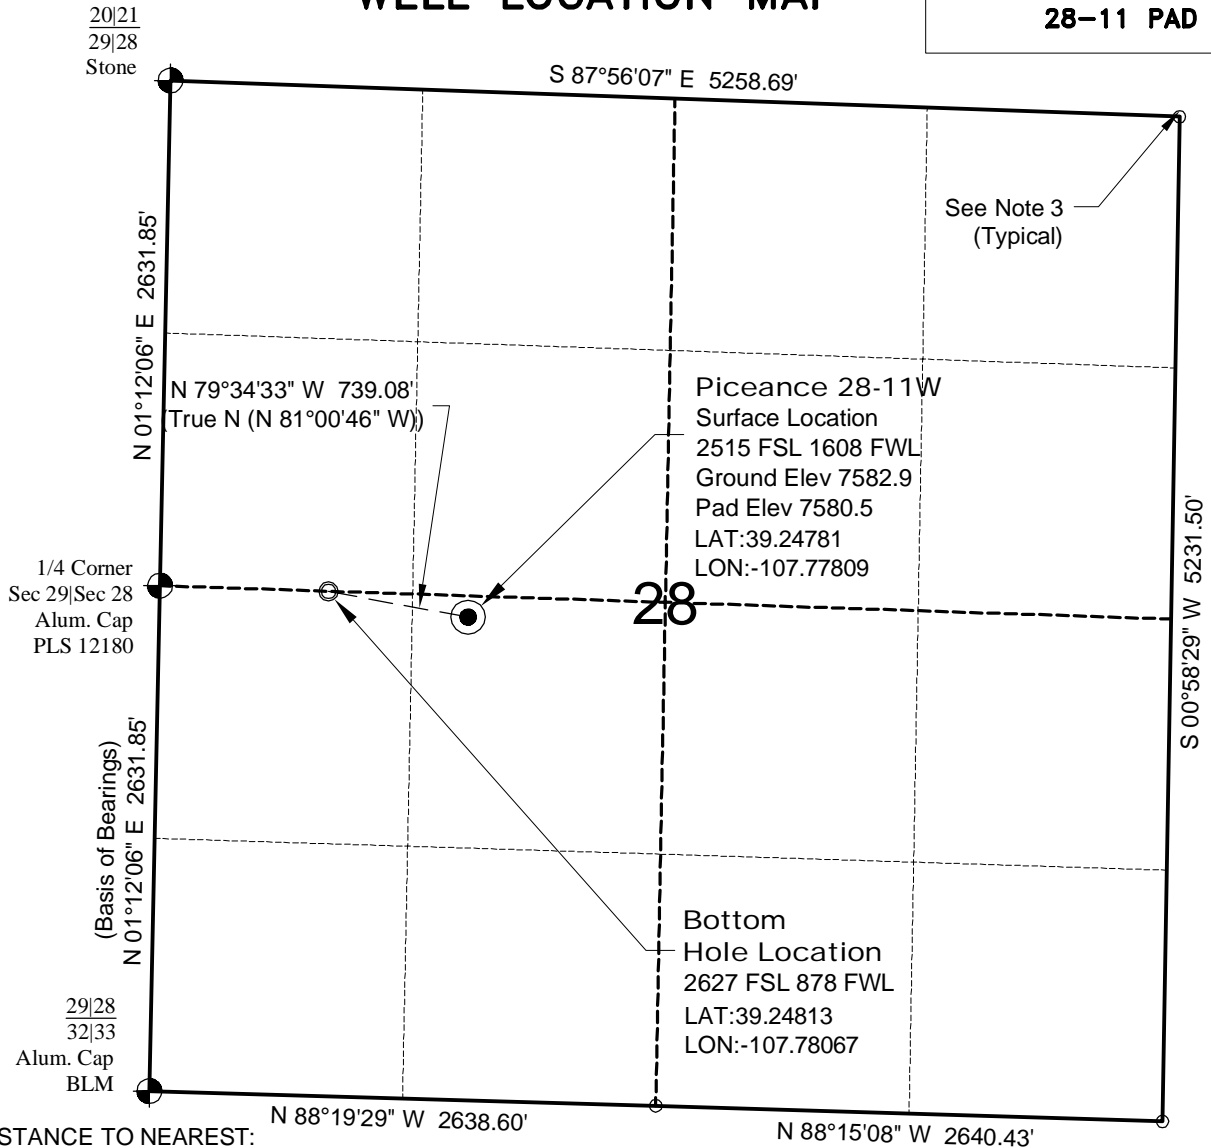 WELL LOCATION MAP
28-11 PAD
20|21
29|28
Stone
S 87°56'07" E 5258.69'
See Note 3
(Typical)
N 01°12'06" E 2631.85'
N 79°34'33" W 739.08'
(True N (N 81°00'46" W))
Piceance 28-11W
Surface Location
2515 FSL 1608 FWL
Ground Elev 7582.9
Pad Elev 7580.5
LAT:39.24781
LON:-107.77809
1/4 Corner
Sec 29|Sec 28
Alum. Cap
PLS 12180
28
S 00°58'29" W 5231.50'
(Basis of Bearings)
N 01°12'06" E 2631.85'
Bottom
Hole Location
2627 FSL 878 FWL
LAT:39.24813
LON:-107.78067
29|28
32|33
Alum. Cap
BLM
N 88°19'29" W 2638.60'
N 88°15'08" W 2640.43'
STANCE TO NEAREST: